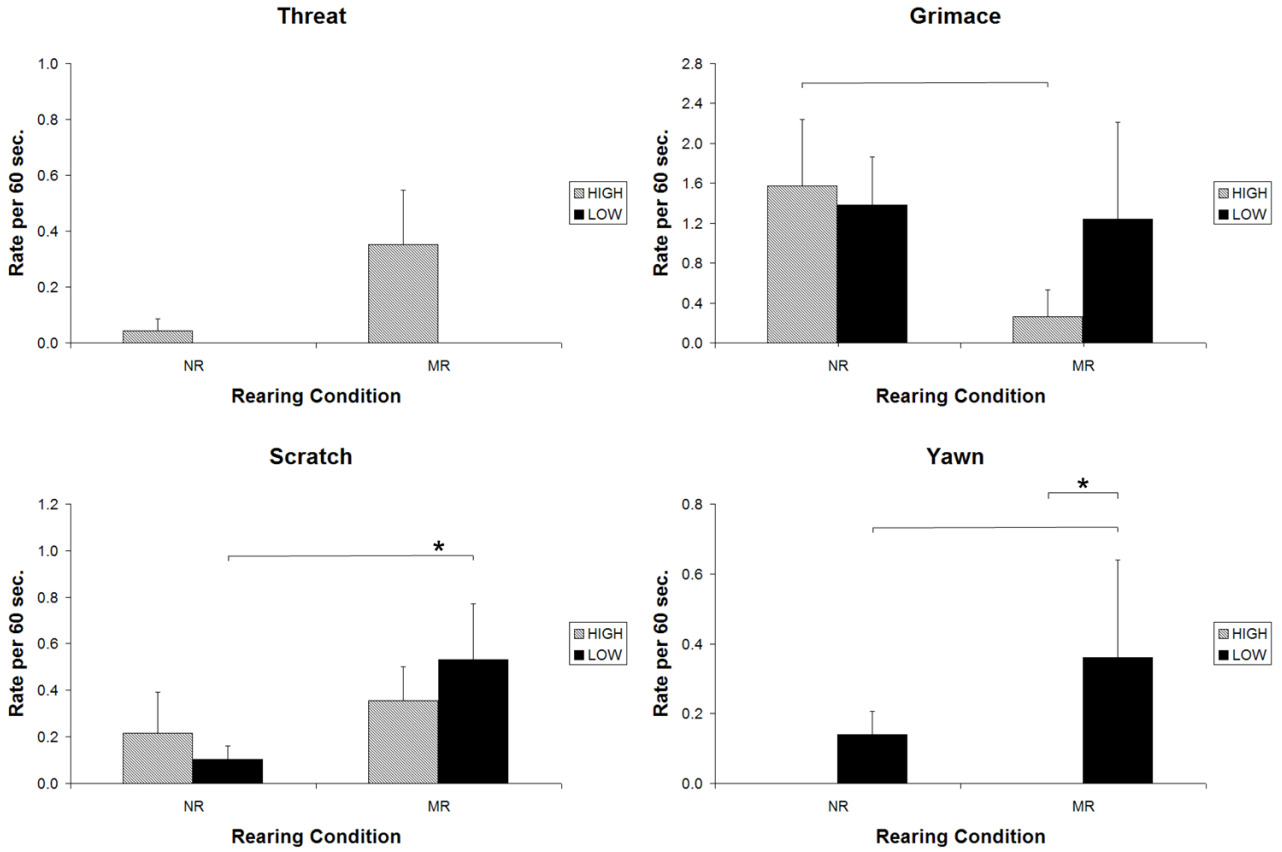 Threat
1.0
0.8
0.6
0.4
0.2
0.0
Rate per 60 sec.
NR
MR
Rearing Condition
HIGH
LOW
Grimace
2.8
2.4
2.0
1.6
1.2
0.8
0.4
0.0
Rate per 60 sec.
NR
MR
Rearing Condition
HIGH
LOW
Scratch
1.2
1.0
0.8
0.6
0.4
0.2
0.0
Rate per 60 sec.
*
NR
MR
Rearing Condition
HIGH
LOW
Yawn
0.8
0.6
0.4
0.2
0.0
Rate per 60 sec.
*
NR
MR
Rearing Condition
HIGH
LOW